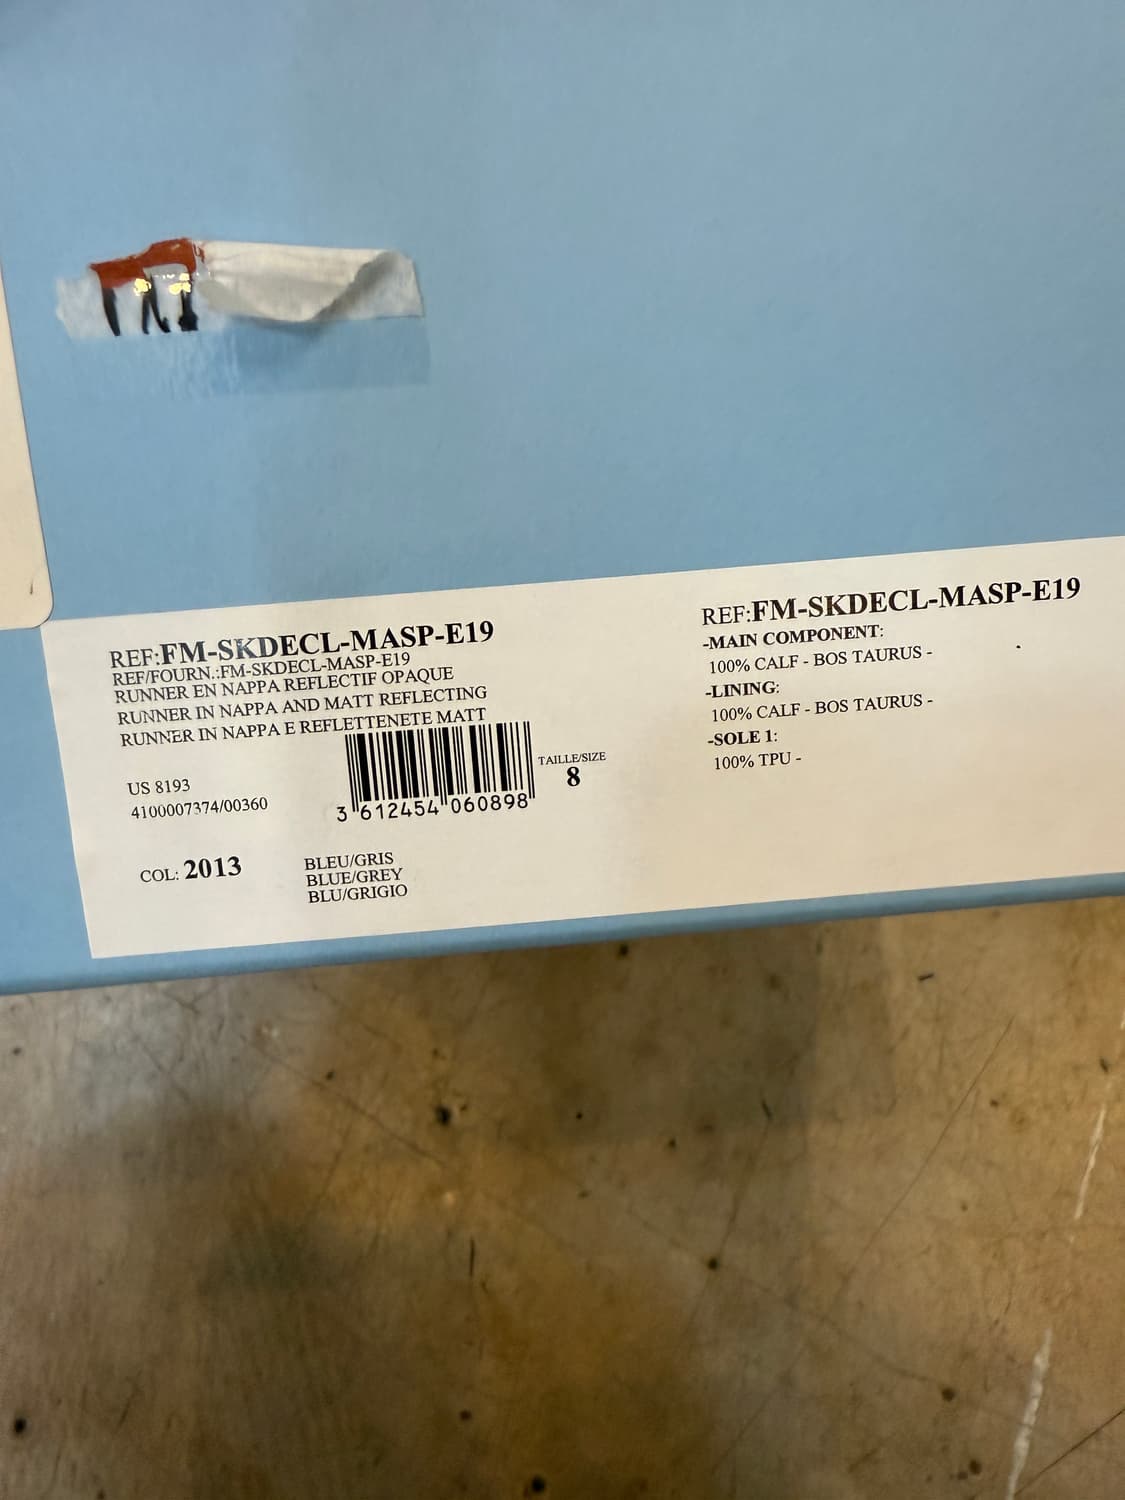 REF:FM-SKDECL-MASP-E19
REF/FOURN.:FM-SKDECL-MASP-E19
RUNNER EN NAPPA REFLECTIF OPAQUE
RUNNER IN NAPPA AND MATT REFLECTING
RUNNER IN NAPPA E REFLETTENETE MATT
US 8193
4100007374/00360
3 612454 060898
TAILLE/SIZE
8
COL: 2013
BLEU/GRIS
BLUE/GREY
BLU/GRIGIO
REF:FM-SKDECL-MASP-E19
-MAIN COMPONENT:
100% CALF - BOS TAURUS -
-LINING:
100% CALF - BOS TAURUS -
-SOLE 1:
100% TPU -